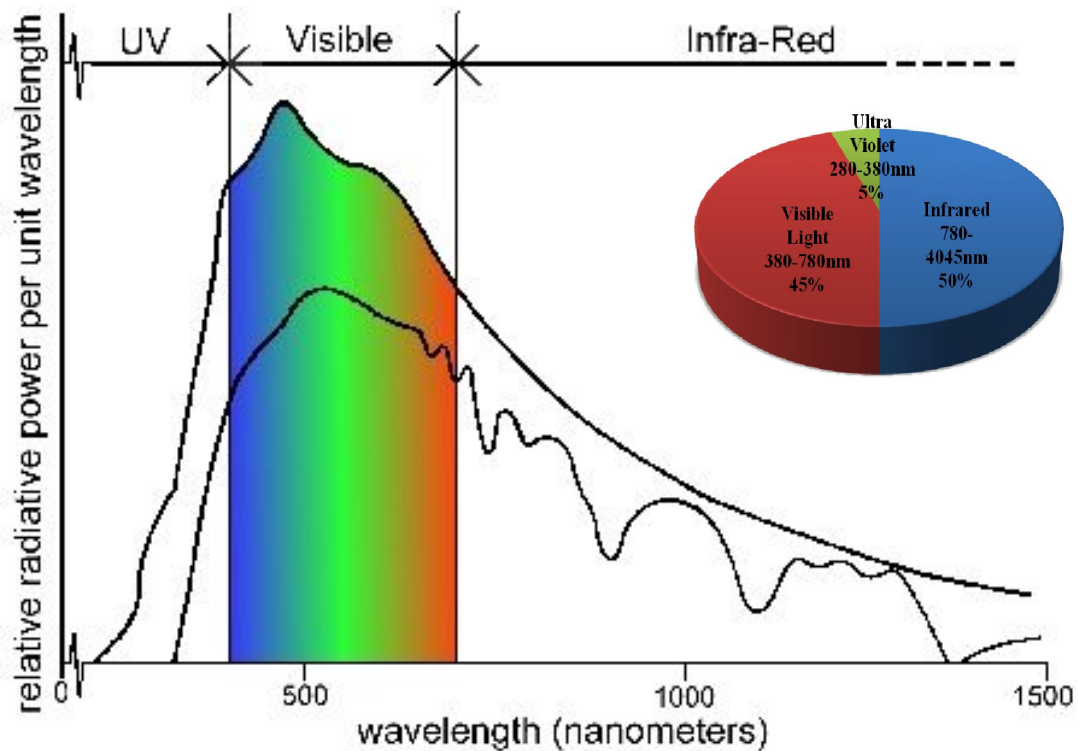 UV
Visible
Infra-Red
relative radiative power per unit wavelength
Ultra
Violet
280-380nm
5%
Visible
Light
380-780nm
45%
Infrared
780-
4045nm
50%
0
500
1000
1500
wavelength (nanometers)